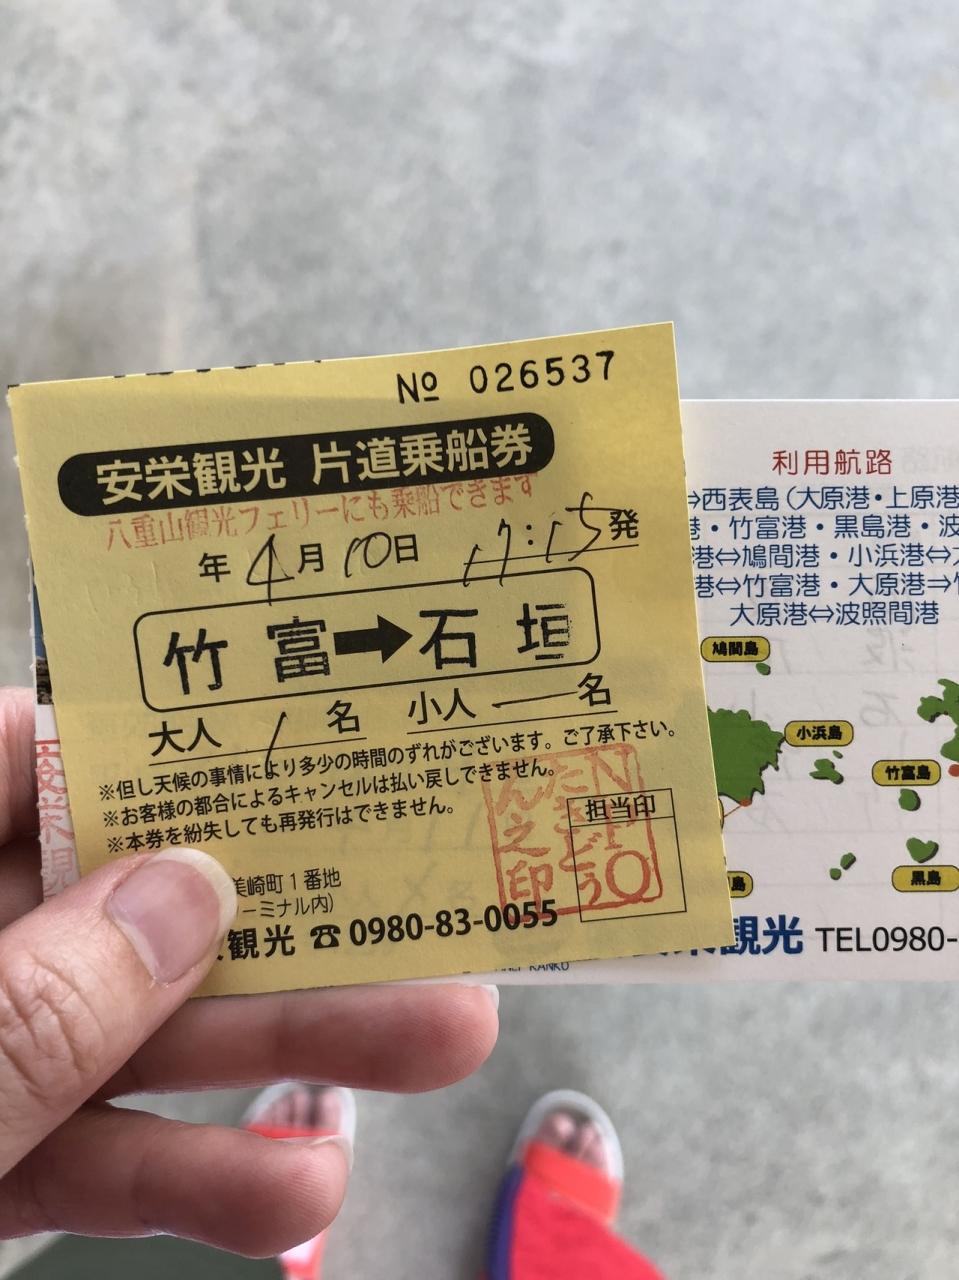 No 026537
安栄観光 片道乗船券
八重山観光フェリーにも乗船できます
年 4月 10日 17:15発
竹富➡石垣
大人 1 名 小人 ― 名
※但し天候の事情により多少の時間のずれがございます。ご了承下さい。
※お客様の都合によるキャンセルは払い戻しできません。
※本券を紛失しても再発行はできません。
担当印
美崎町1番地
ーミナル内)
観光 ☎0980-83-0055
利用航路
⇔西表島(大原港・上原港
港・竹富港・黒島港・波
港⇔鳩間港・小浜港⇔
港⇔竹富港・大原港⇒
大原港⇔波照間港
鳩間島
小浜島
竹富島
島
黒島
観光 TEL0980-